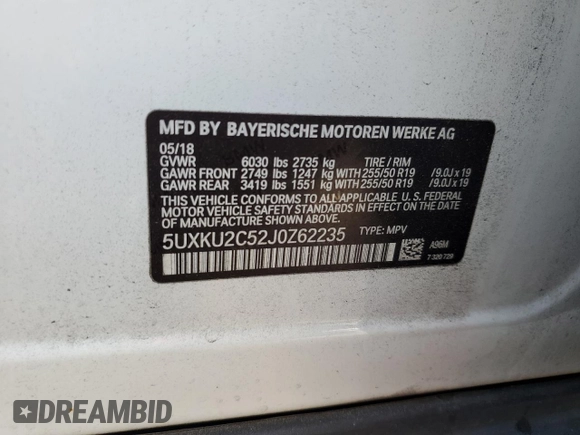 MFD BY BAYERISCHE MOTOREN WERKE AG
05/18
GVWR 6030 lbs 2735 kg TIRE / RIM
GAWR FRONT 2749 lbs 1247 kg WITH 255/50 R19 /9.0J x 19
GAWR REAR 3419 lbs 1551 kg WITH 255/50 R19 /9.0J x 19
THIS VEHICLE CONFORMS TO ALL APPLICABLE U.S. FEDERAL
MOTOR VEHICLE SAFETY STANDARDS IN EFFECT ON THE DATE
OF MANUFACTURE SHOWN ABOVE.
5UXKU2C52J0Z62235 TYPE: MPV
A96M
7 320 729
DREAMBID